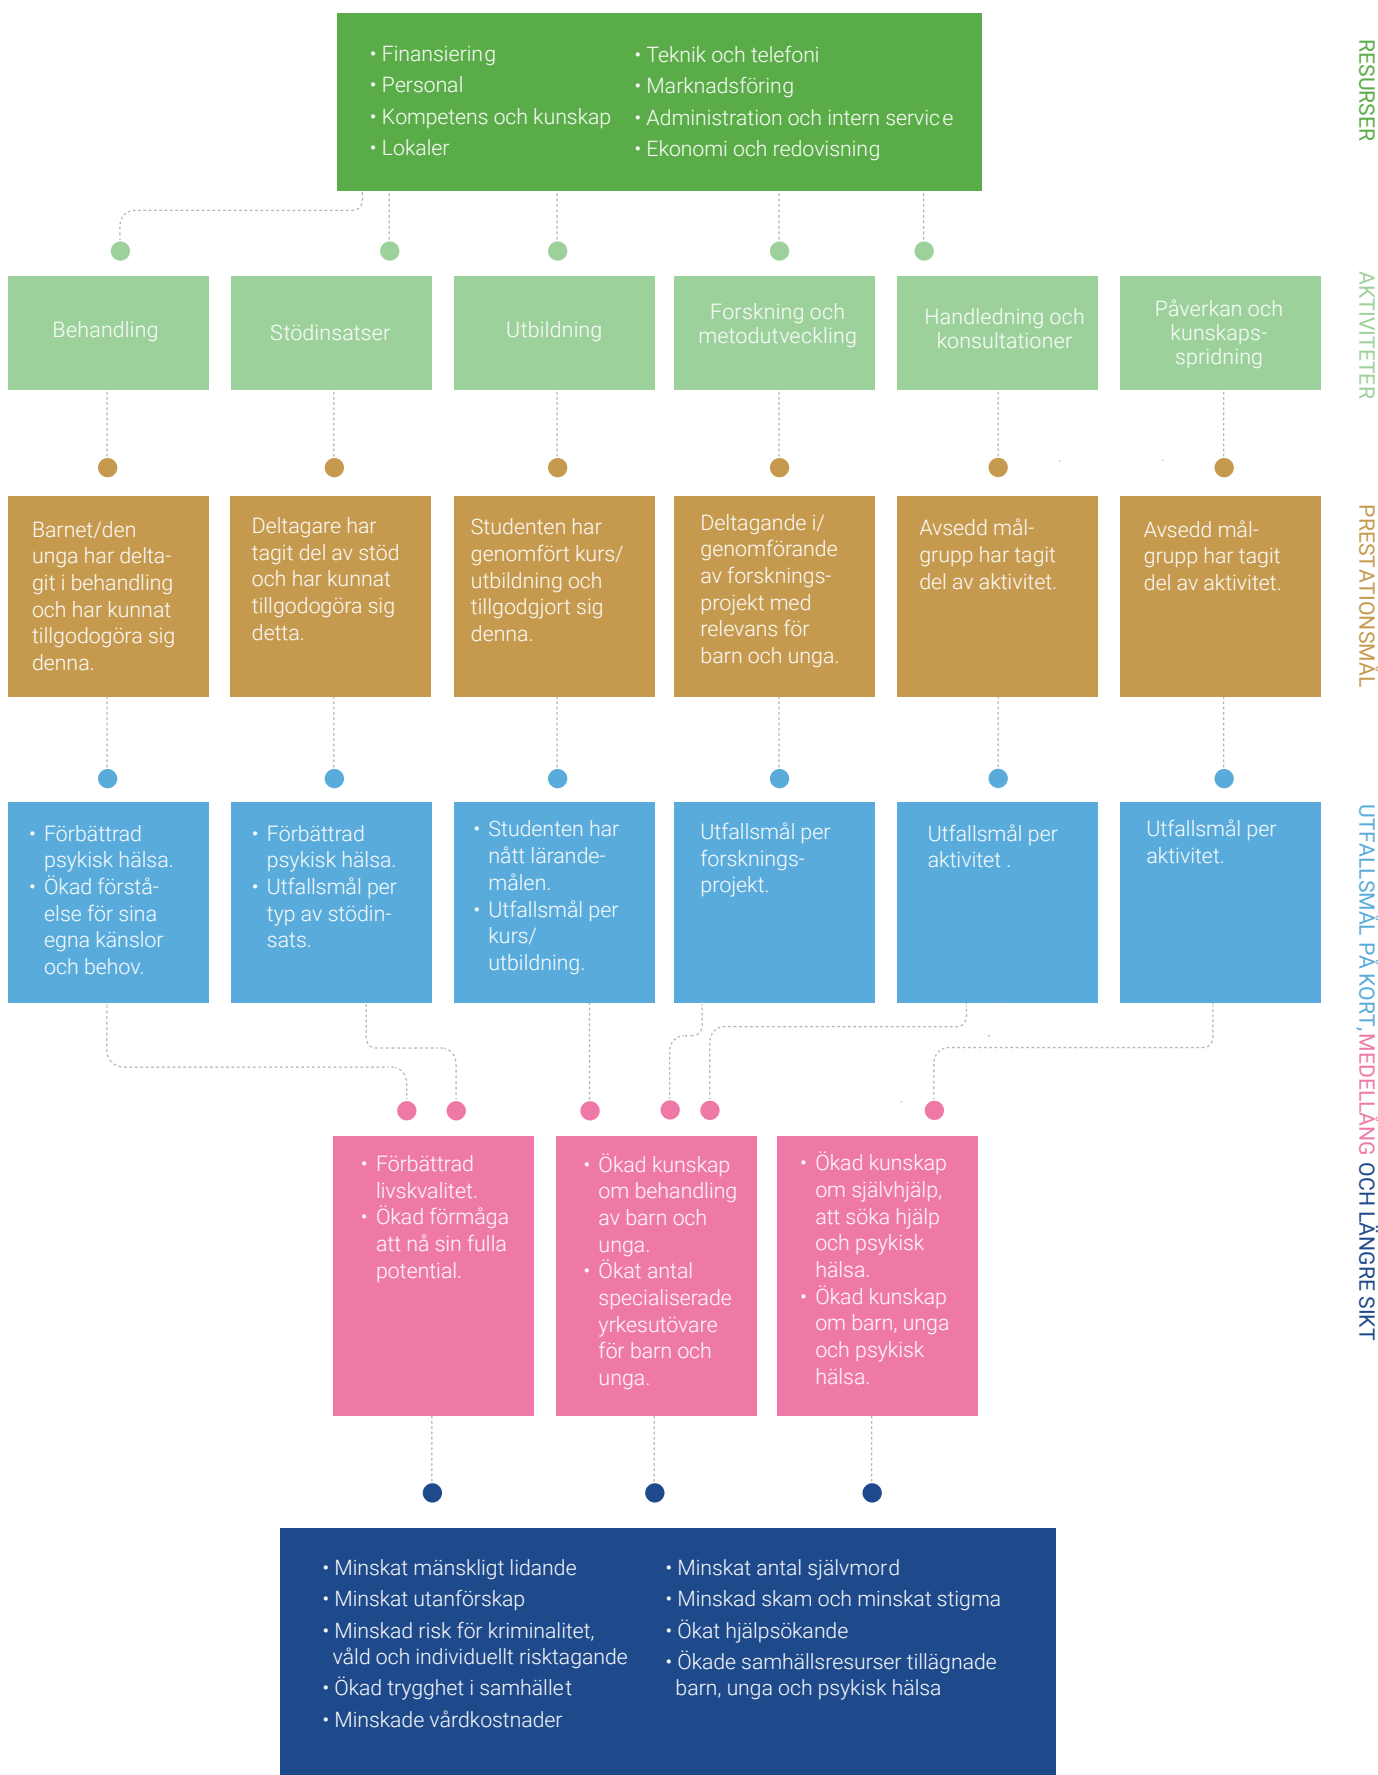 • Finansiering
• Personal
• Kompetens och kunskap
• Lokaler
• Teknik och telefoni
• Marknadsföring
• Administration och intern service
• Ekonomi och redovisning
RESURSER
Behandling
Stödinsatser
Utbildning
Forskning och
metodutveckling
Handledning och
konsultationer
Påverkan och
kunskaps-
spridning
AKTIVITETER
Barnet/den
unga har delta-
git i behandling
och har kunnat
tillgodogöra sig
denna.
Deltagare har
tagit del av stöd
och har kunnat
tillgodogöra sig
detta.
Studenten har
genomfört kurs/
utbildning och
tillgodgjort sig
denna.
Deltagande i/
genomförande
av forsknings-
projekt med
relevans för
barn och unga.
Avsedd mål-
grupp har tagit
del av aktivitet.
Avsedd mål-
grupp har tagit
del av aktivitet.
PRESTATIONSMÅL
• Förbättrad
psykisk hälsa.
• Ökad förstå-
else för sina
egna känslor
och behov.
• Förbättrad
psykisk hälsa.
• Utfallsmål per
typ av stödin-
sats.
• Studenten har
nått lärande-
målen.
• Utfallsmål per
kurs/
utbildning.
Utfallsmål per
forsknings-
projekt.
Utfallsmål per
aktivitet .
Utfallsmål per
aktivitet.
UTFALLSMÅL PÅ KORT, MEDELLÅNG OCH LÄNGRE SIKT
• Förbättrad
livskvalitet.
• Ökad förmåga
att nå sin fulla
potential.
• Ökad kunskap
om behandling
av barn och
unga.
• Ökat antal
specialiserade
yrkesutövare
för barn och
unga.
• Ökad kunskap
om självhjälp,
att söka hjälp
och psykisk
hälsa.
• Ökad kunskap
om barn, unga
och psykisk
hälsa.
• Minskat mänskligt lidande
• Minskat utanförskap
• Minskad risk för kriminalitet,
våld och individuellt risktagande
• Ökad trygghet i samhället
• Minskade vårdkostnader
• Minskat antal självmord
• Minskad skam och minskat stigma
• Ökat hjälpsökande
• Ökade samhällsresurser tillägnade
barn, unga och psykisk hälsa